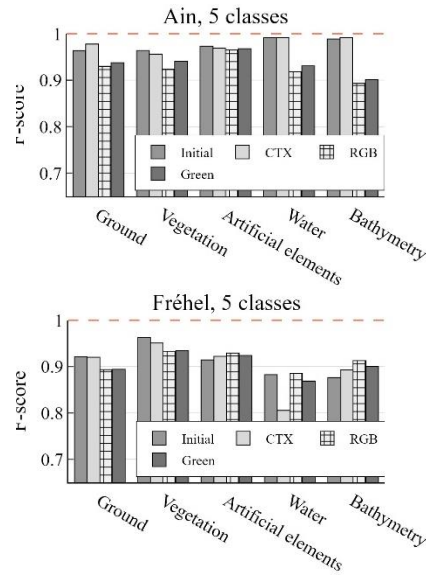 Ain, 5 classes
1
0.9
0.8
0.7
F-score
Initial CTX RGB
Green
Ground
Vegetation
Artificial elements
Water
Bathymetry
Fréhel, 5 classes
1
0.9
0.8
0.7
F-score
Initial CTX RGB
Green
Ground
Vegetation
Artificial elements
Water
Bathymetry